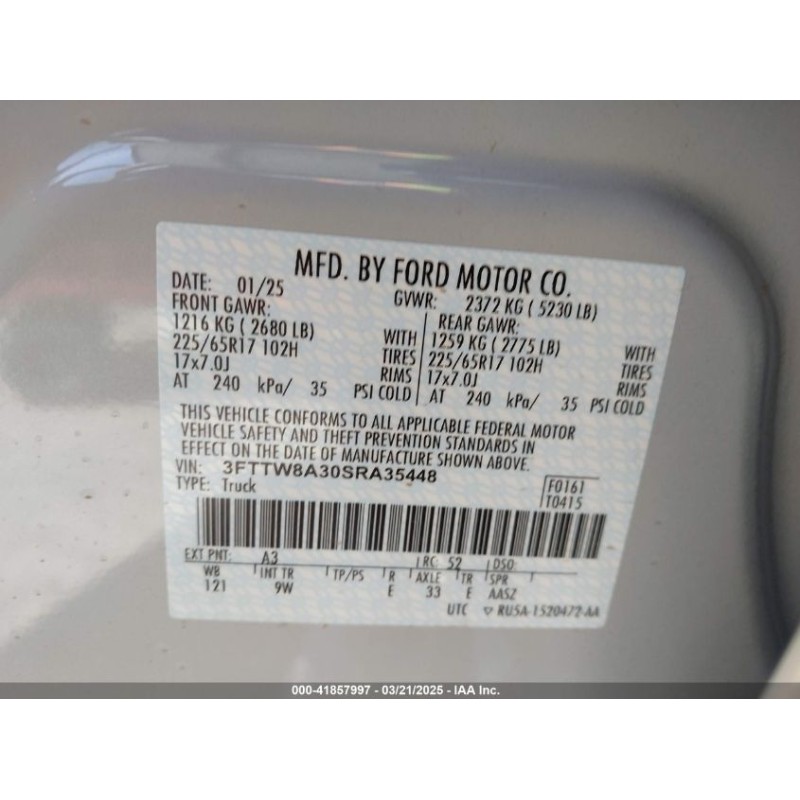 MFD. BY FORD MOTOR CO.
DATE: 01/25 GVWR: 2372 KG ( 5230 LB)
FRONT GAWR: REAR GAWR:
1216 KG ( 2680 LB) WITH 1259 KG ( 2775 LB) WITH
225/65R17 102H TIRES 225/65R17 102H TIRES
17x7.0J RIMS 17x7.0J RIMS
AT 240 kPa/ 35 PSI COLD AT 240 kPa/ 35 PSI COLD
THIS VEHICLE CONFORMS TO ALL APPLICABLE FEDERAL MOTOR
VEHICLE SAFETY AND THEFT PREVENTION STANDARDS IN
EFFECT ON THE DATE OF MANUFACTURE SHOWN ABOVE.
VIN: 3FTTW8A30SRA35448
TYPE: Truck F0161
T0415
EXT PNT: A3 RC: 52 DSO:
WB INT TR TP/PS R AXLE TR SPR
121 9W E 33 E AASZ
UTC RU5A-1520472-AA
000-41857997 - 03/21/2025 - IAA Inc.